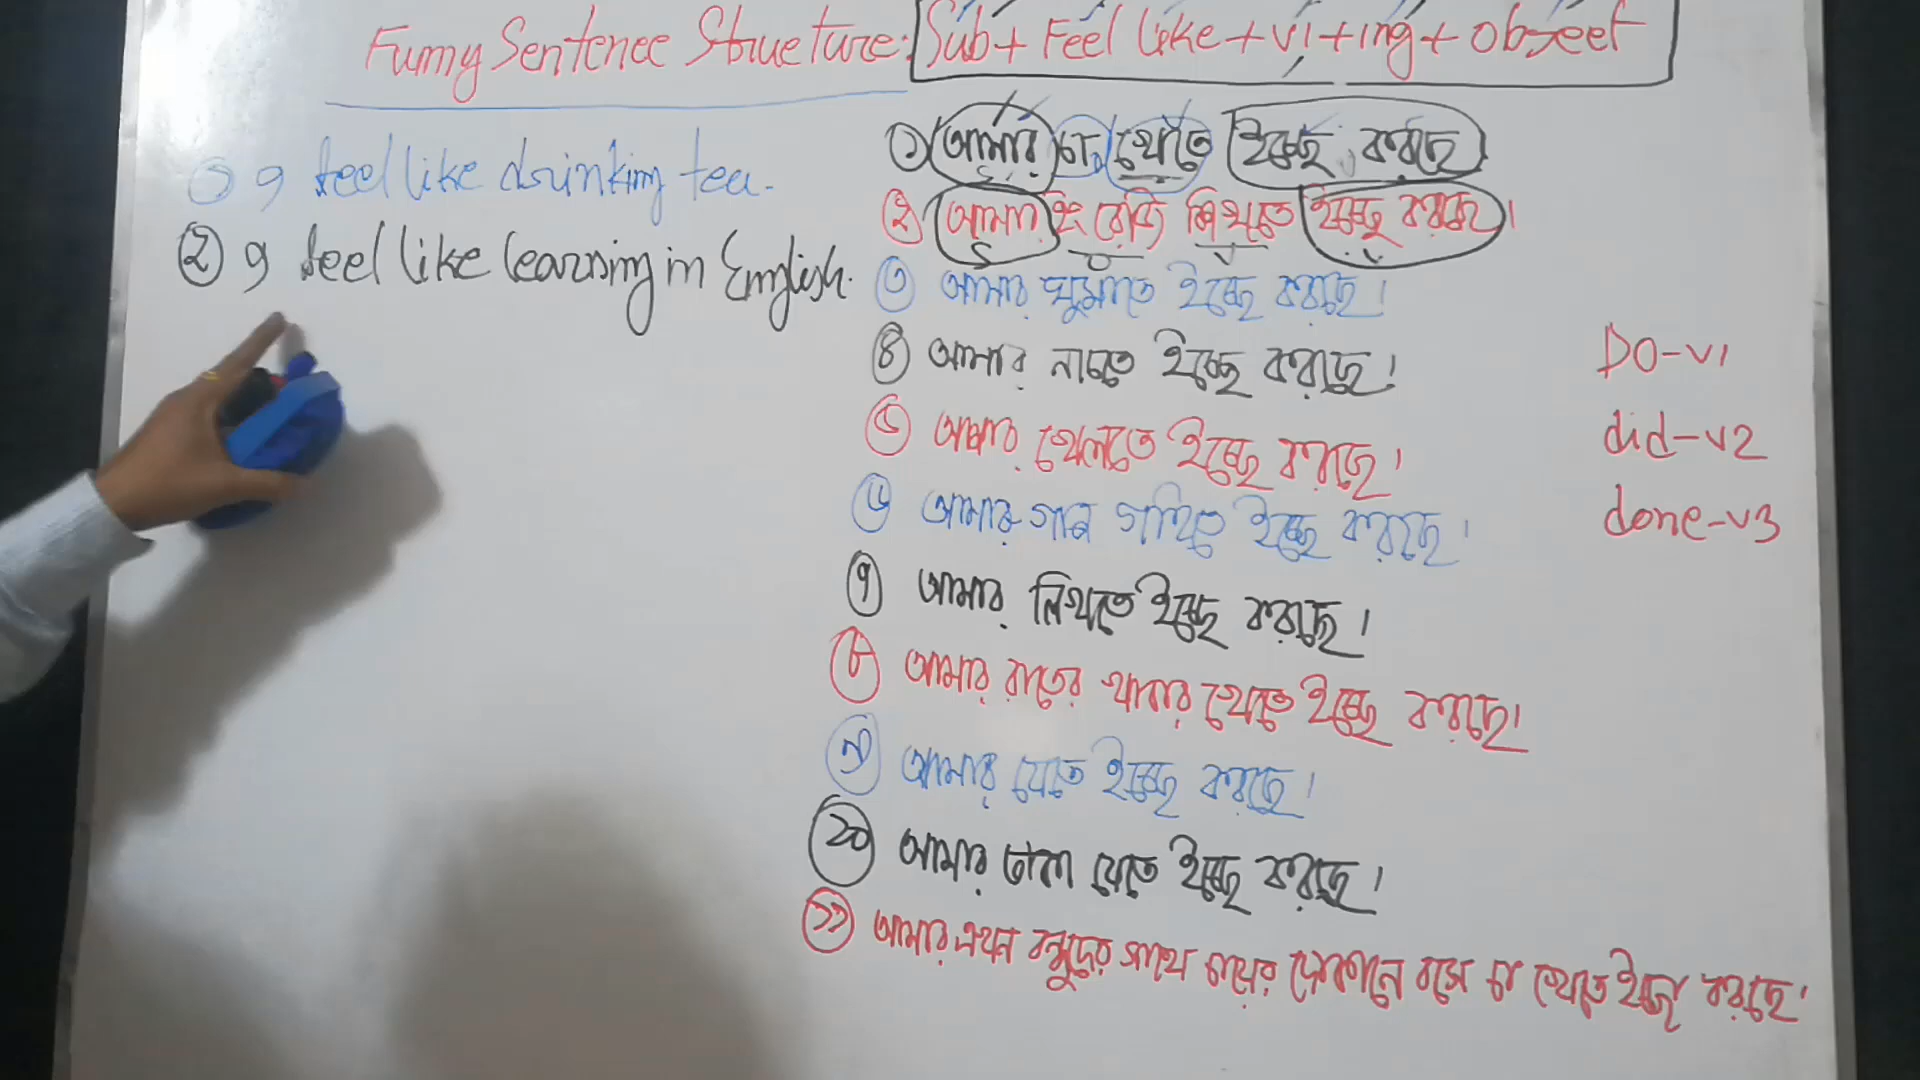 Funny Sentence Structure: Sub + Feel like + v1 + ing + object
① I feel like drinking tea.
② I feel like learning in English.
১) আমার চা খেতে ইচ্ছে করছে
২ আমার ইংরেজি শিখতে ইচ্ছে করছে।
৩ আমার ঘুমাতে ইচ্ছে করছে।
৪ আমার নাচতে ইচ্ছে করছে।
৫ আমার খেলতে ইচ্ছে করছে।
৬ আমার গান গাইতে ইচ্ছে করছে।
৭ আমার লিখতে ইচ্ছে করছে।
৮ আমার রাতের খাবার খেতে ইচ্ছে করছে।
৯ আমার যেতে ইচ্ছে করছে।
১০ আমার ঢাকা যেতে ইচ্ছে করছে।
১১ আমার এখন বন্ধুদের সাথে চায়ের দোকানে বসে চা খেতে ইচ্ছে করছে।
DO-v1
did-v2
done-v3